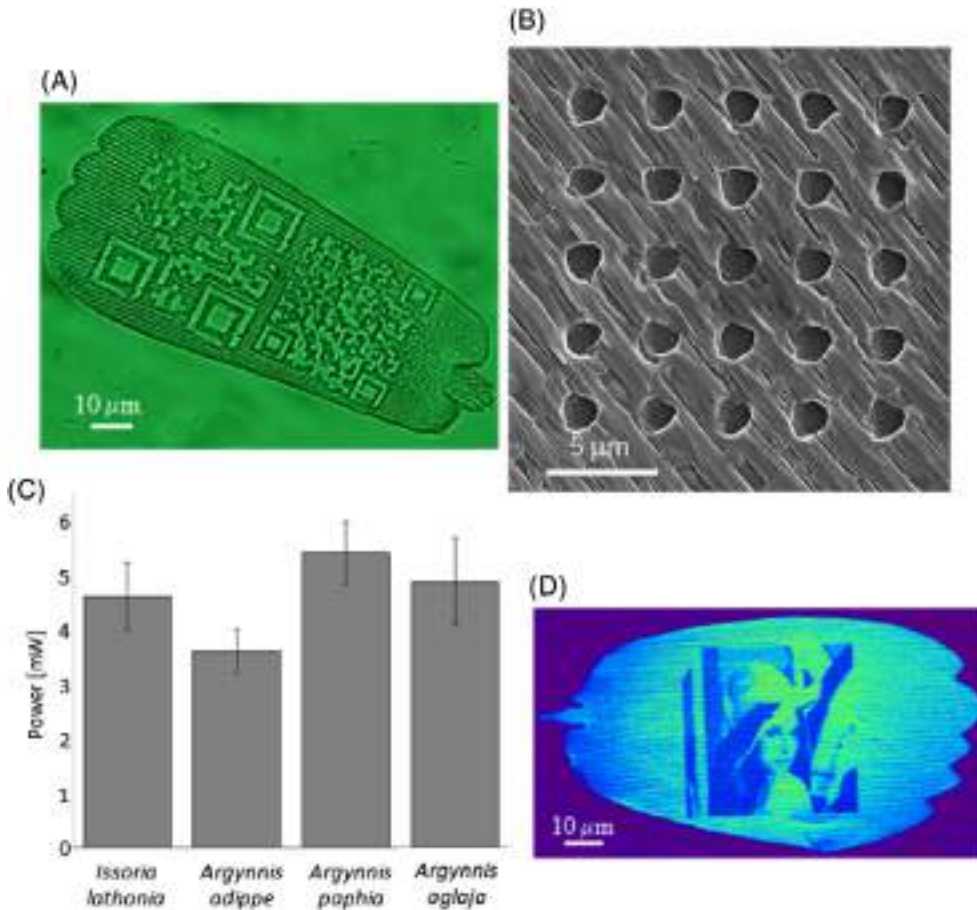 (A)
10 μm
(B)
5 μm
(C)
Power [mW]
6
5
4
3
2
1
0
Issoria lathonia
Argynnis adippe
Argynnis paphia
Argynnis aglaja
(D)
10 μm